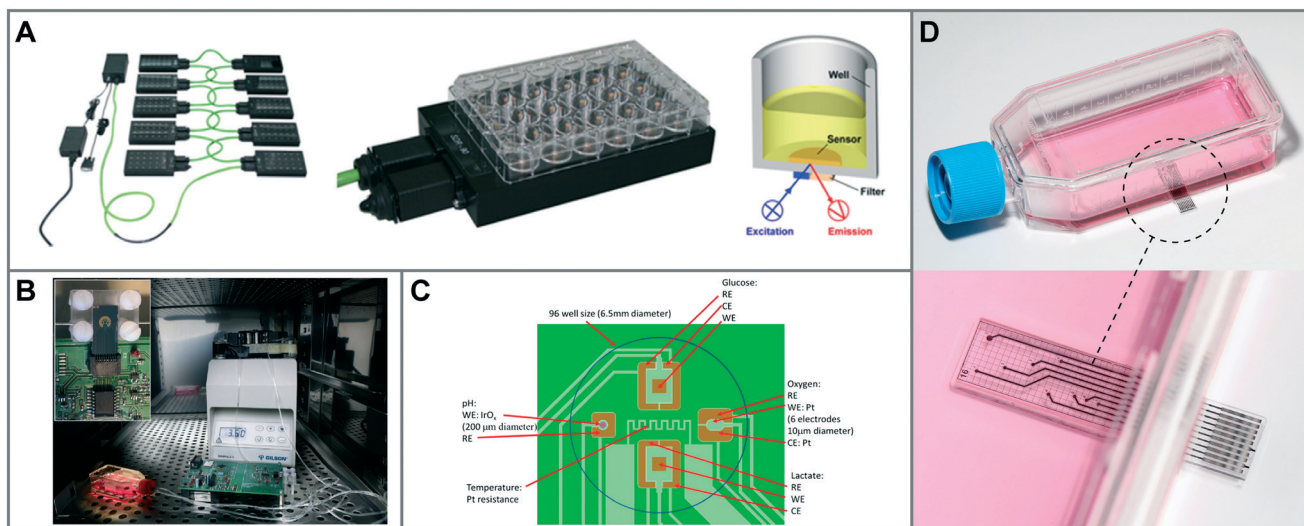 A
Well
Sensor
Filter
Excitation
Emission
B
GILSON
C
Glucose:
RE
CE
WE
96 well size (6.5mm diameter)
pH:
WE: IrOₓ
(200 µm diameter)
RE
Oxygen:
RE
WE: Pt
(6 electrodes
10µm diameter)
CE: Pt
Temperature:
Pt resistance
Lactate:
RE
WE
CE
D
16